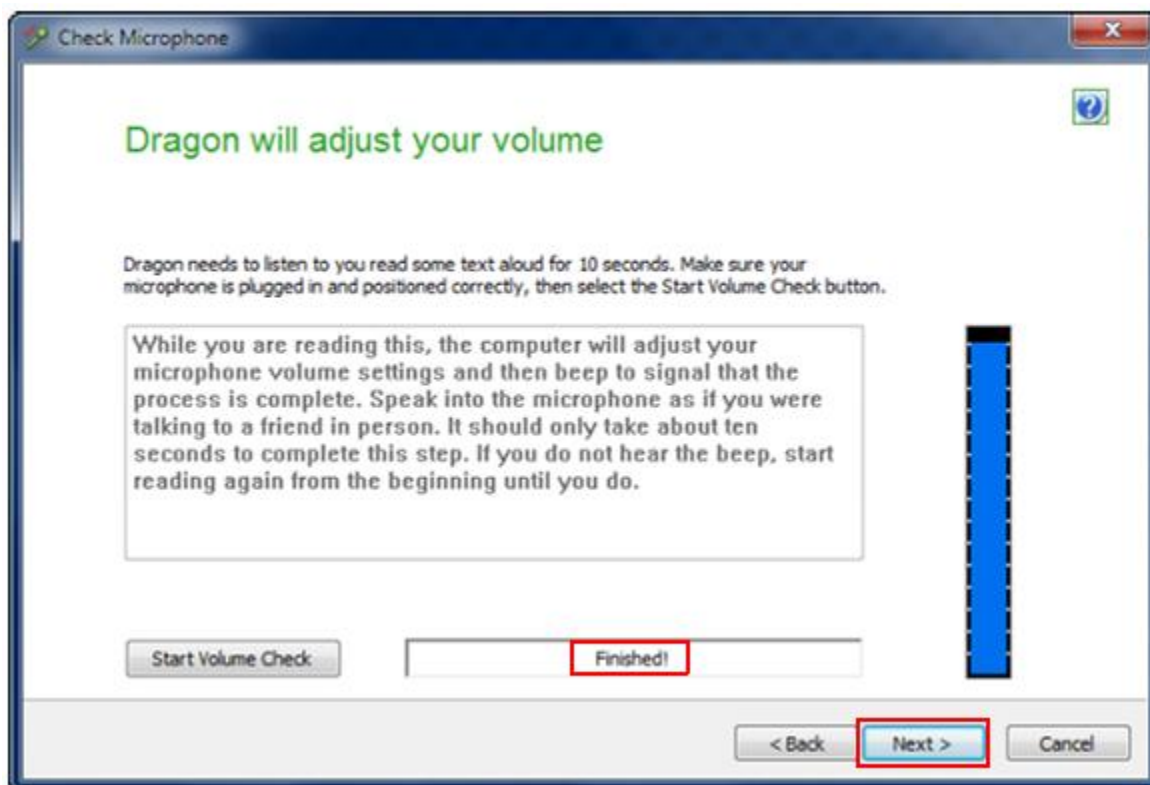 Check Microphone
Dragon will adjust your volume
Dragon needs to listen to you read some text aloud for 10 seconds. Make sure your
microphone is plugged in and positioned correctly, then select the Start Volume Check button.
While you are reading this, the computer will adjust your
microphone volume settings and then beep to signal that the
process is complete. Speak into the microphone as if you were
talking to a friend in person. It should only take about ten
seconds to complete this step. If you do not hear the beep, start
reading again from the beginning until you do.
Start Volume Check
Finished!
< Back
Next >
Cancel